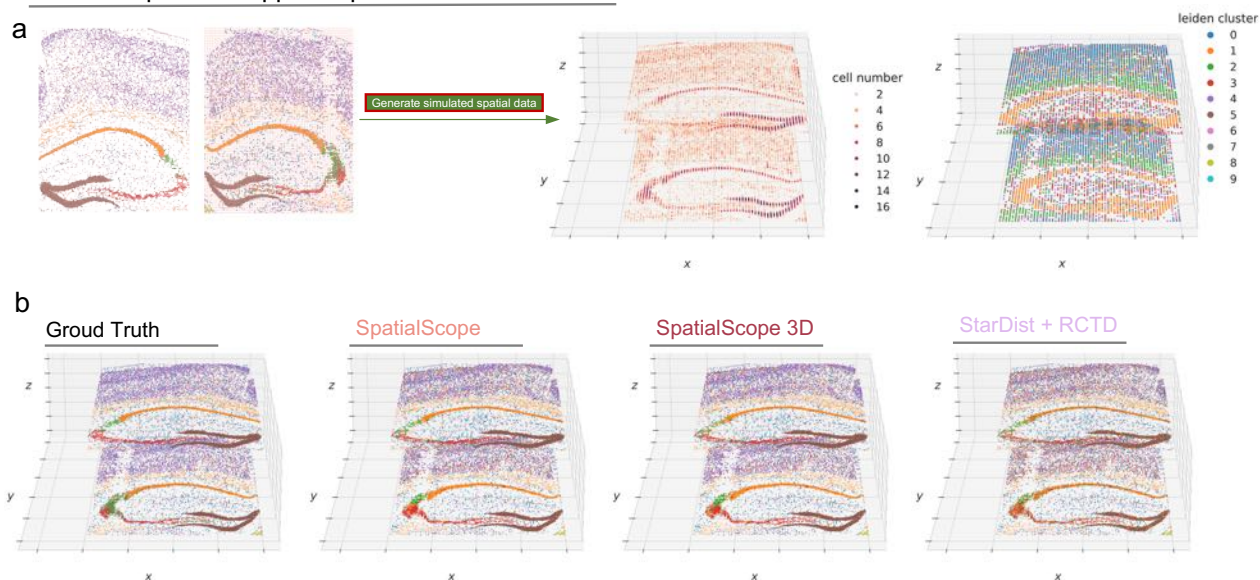 a
Generate simulated spatial data
z
y
x
cell number
2
4
6
8
10
12
14
16
z
y
x
leiden cluster
0
1
2
3
4
5
6
7
8
9
b
Groud Truth
SpatialScope
SpatialScope 3D
StarDist + RCTD
z
y
x
z
y
x
z
y
x
z
y
x